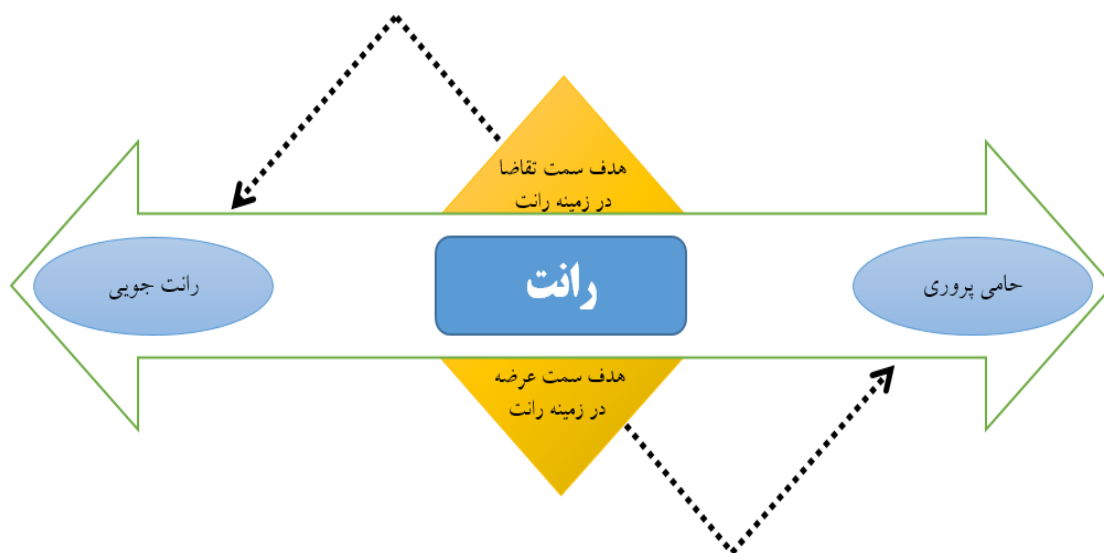 هدف سمت تقاضا
در زمینه رانت
حامی پروری
رانت
رانت جویی
هدف سمت عرضه
در زمینه رانت